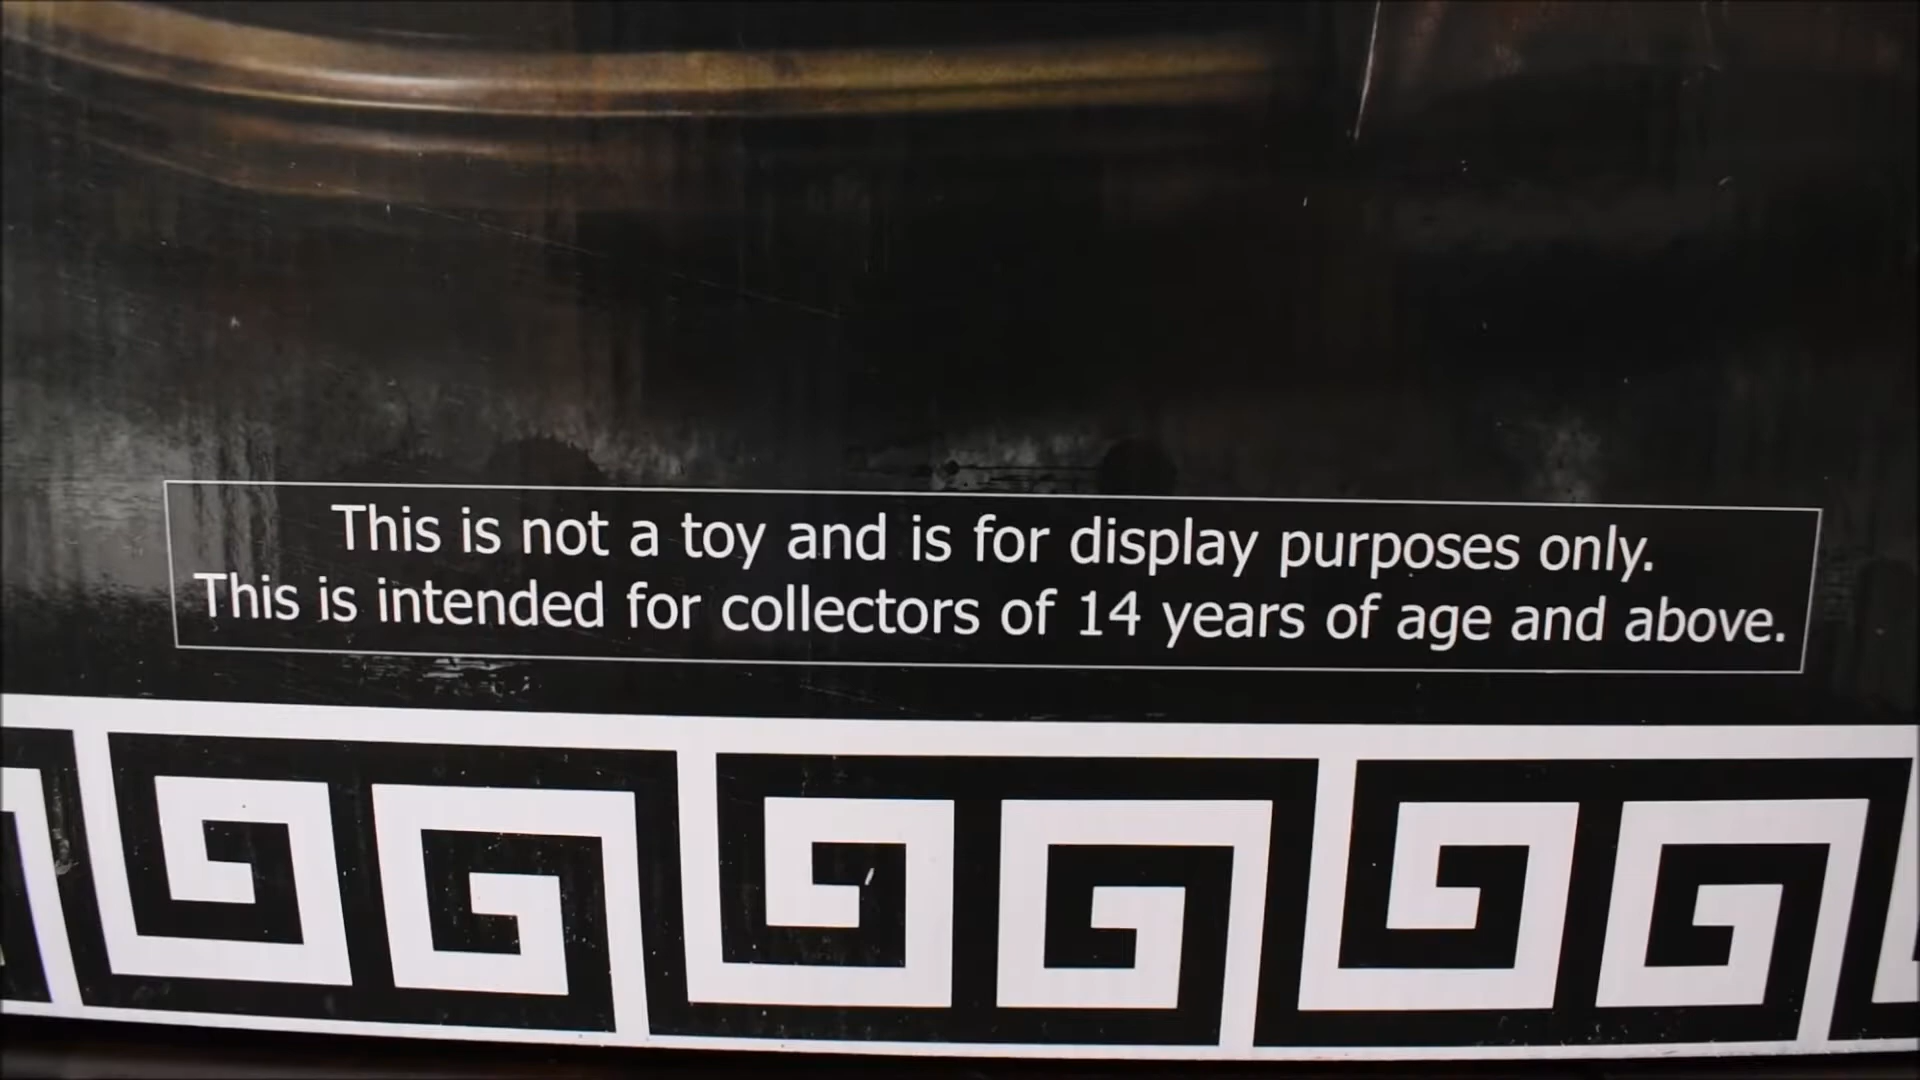 This is not a toy and is for display purposes only.
This is intended for collectors of 14 years of age and above.